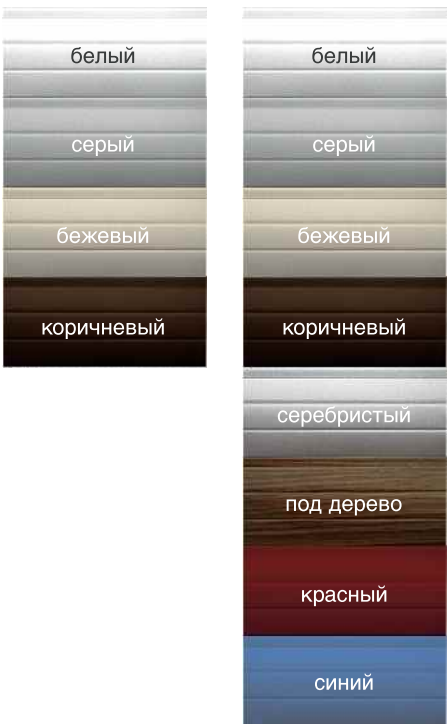 белый
серый
бежевый
коричневый
белый
серый
бежевый
коричневый
серебристый
под дерево
красный
синий